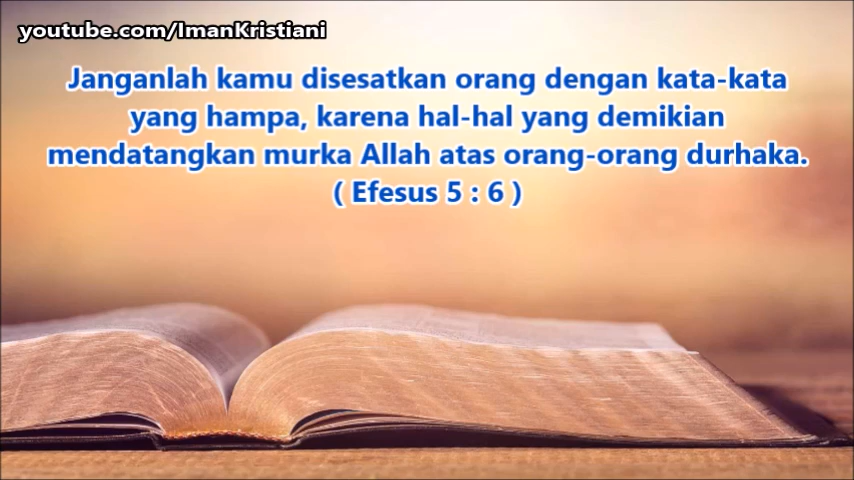 youtube.com/ImanKristiani
Janganlah kamu disesatkan orang dengan kata-kata
yang hampa, karena hal-hal yang demikian
mendatangkan murka Allah atas orang-orang durhaka.
( Efesus 5 : 6 )